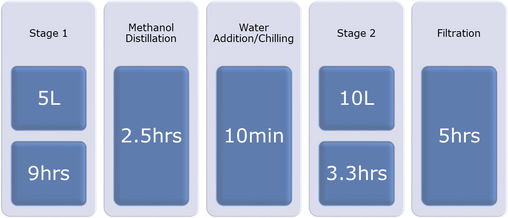 Stage 1
5L
9hrs
Methanol
Distillation
2.5hrs
Water
Addition/Chilling
10min
Stage 2
10L
3.3hrs
Filtration
5hrs